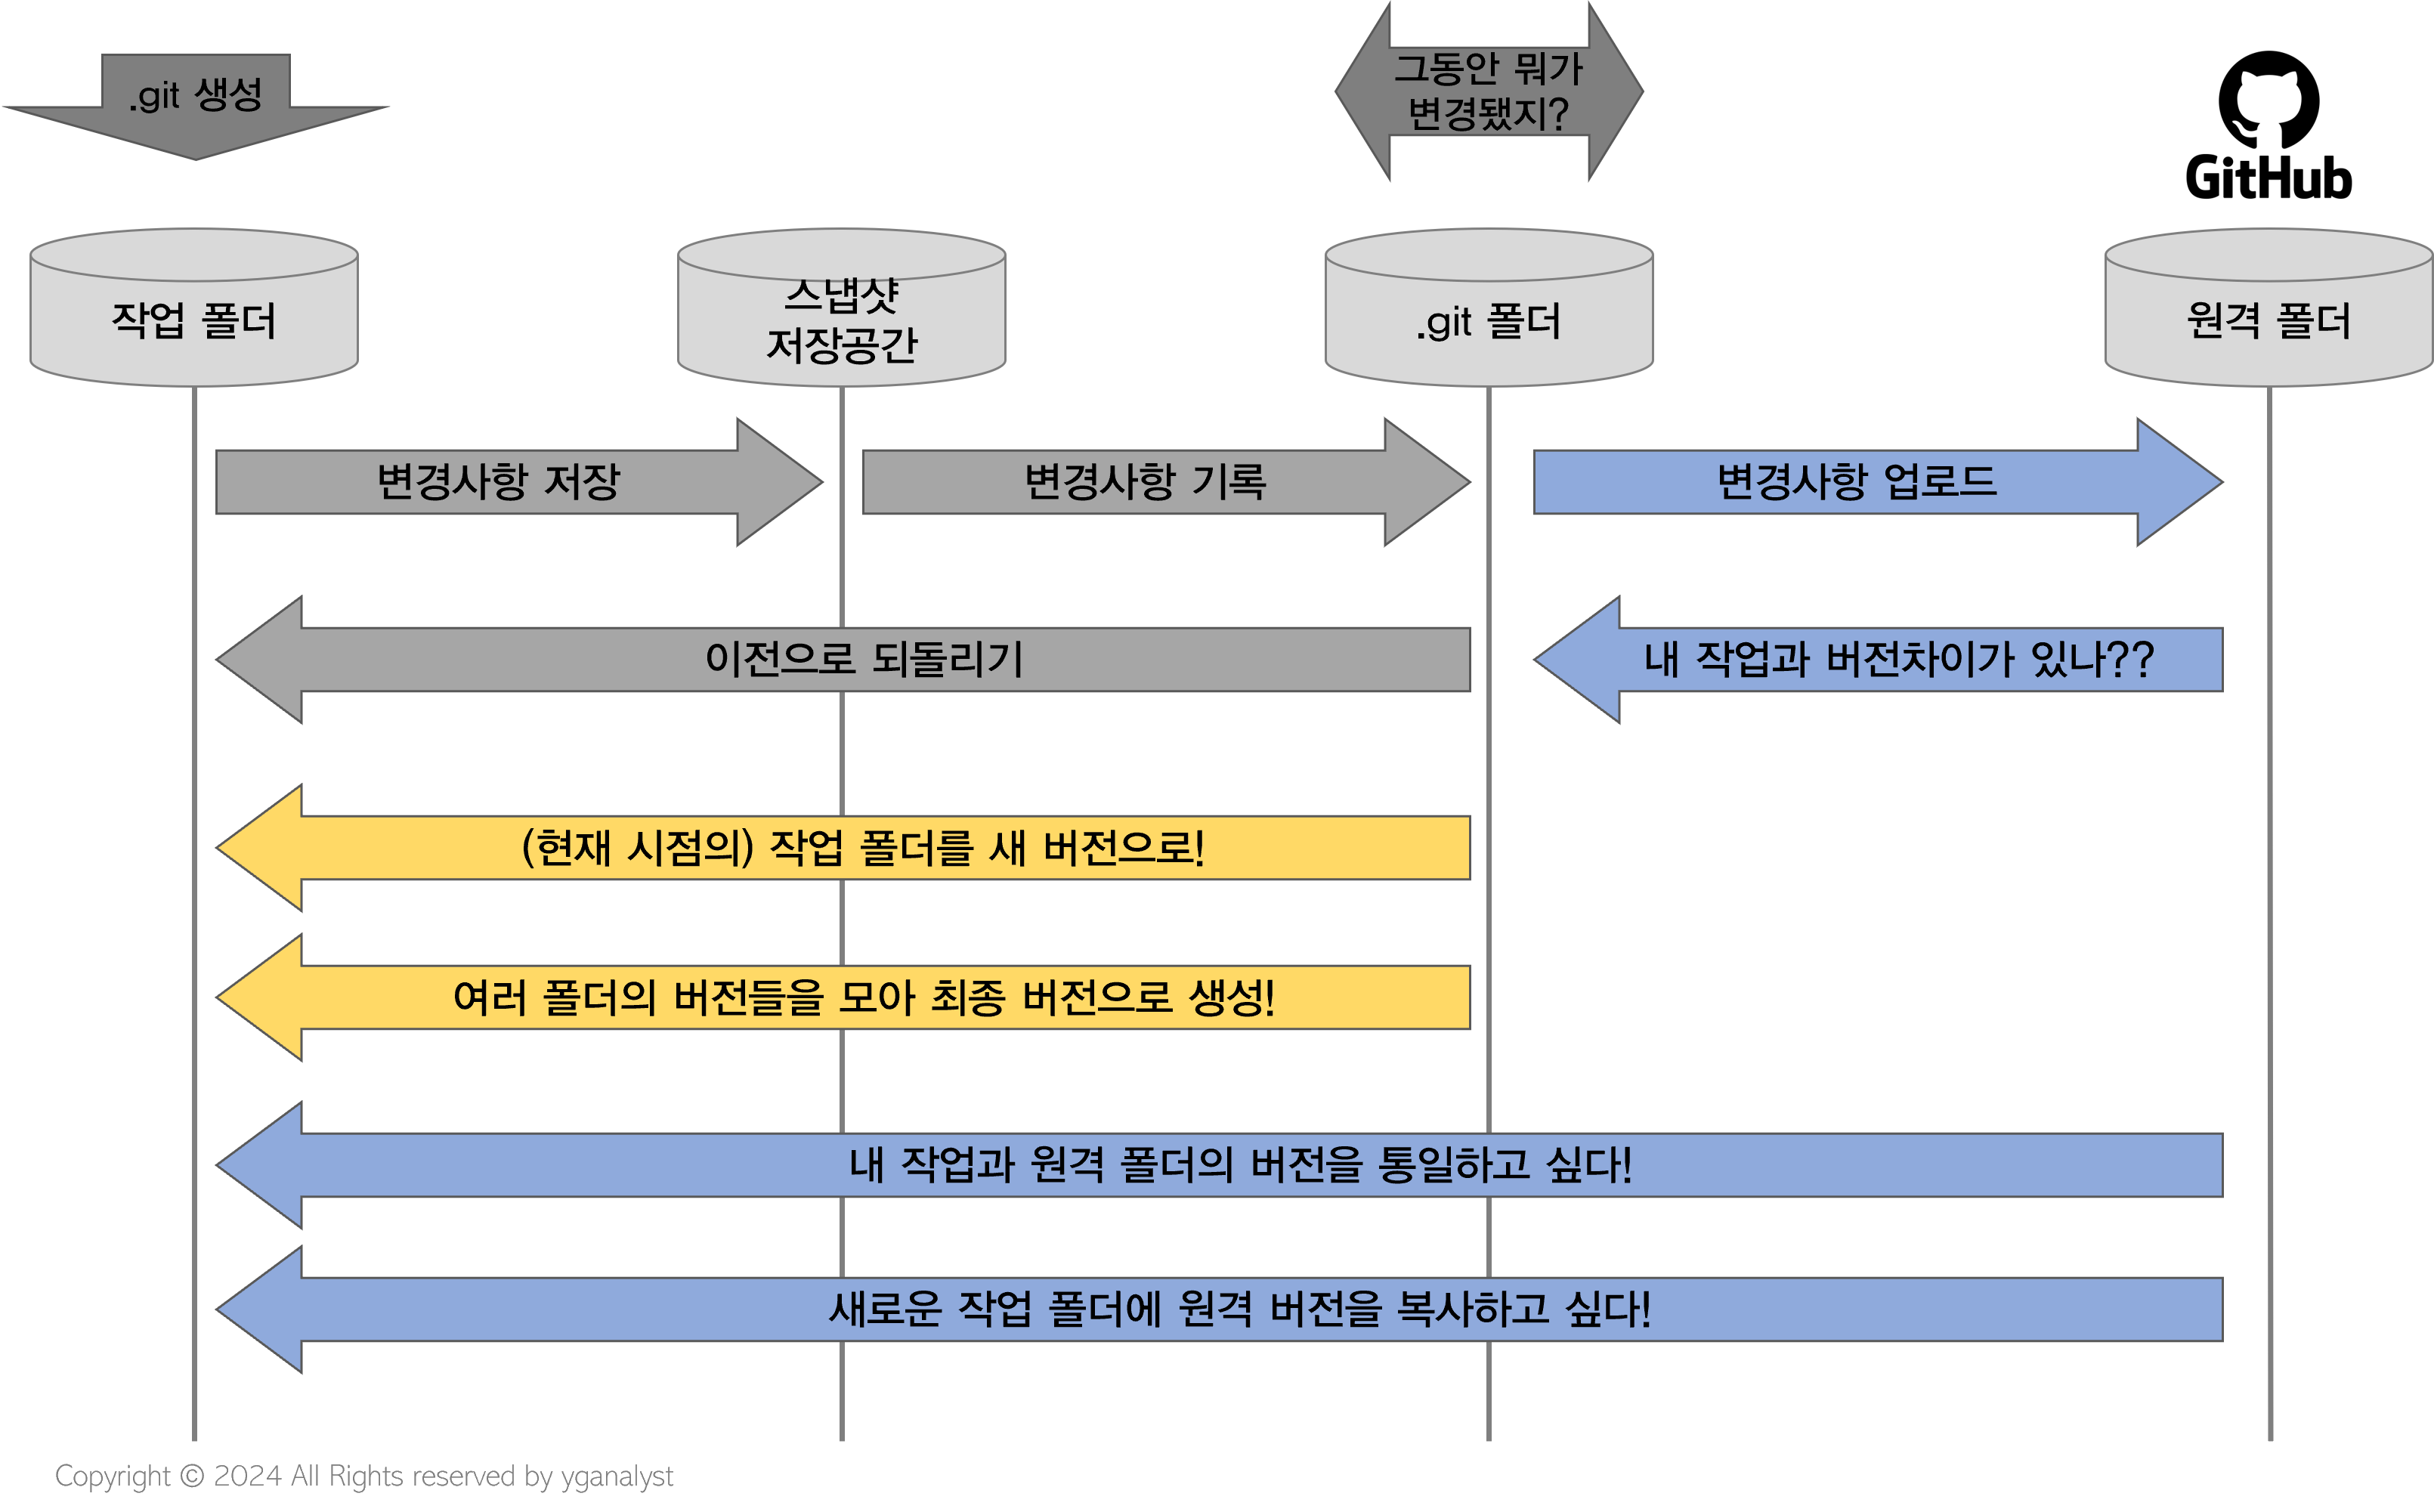 .git 생성
그동안 뭐가
변경됐지?
GitHub
작업 폴더
스냅샷
저장공간
.git 폴더
원격 폴더
변경사항 저장
변경사항 기록
변경사항 업로드
이전으로 되돌리기
내 작업과 버전차이가 있나??
(현재 시점의) 작업 폴더를 새 버전으로!
여러 폴더의 버전들을 모아 최종 버전으로 생성!
내 작업과 원격 폴더의 버전을 통일하고 싶다!
새로운 작업 폴더에 원격 버전을 복사하고 싶다!
Copyright © 2024 All Rights reserved by yganalyst